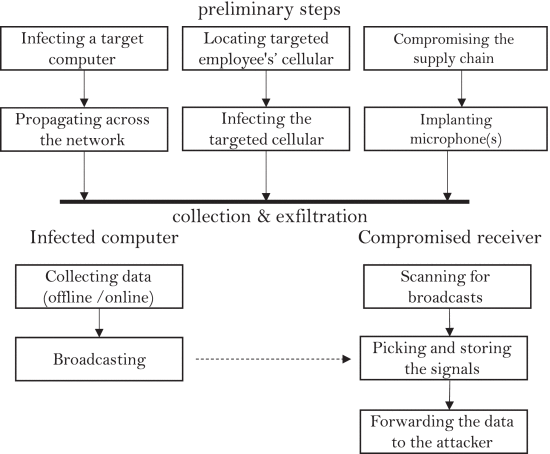 preliminary steps
Infecting a target
computer
Locating targeted
employee's’ cellular
Compromising the
supply chain
Propagating across
the network
Infecting the
targeted cellular
Implanting
microphone(s)
collection & exfiltration
Infected computer
Compromised receiver
Collecting data
(offline /online)
Scanning for
broadcasts
Broadcasting
Picking and storing
the signals
Forwarding the data
to the attacker